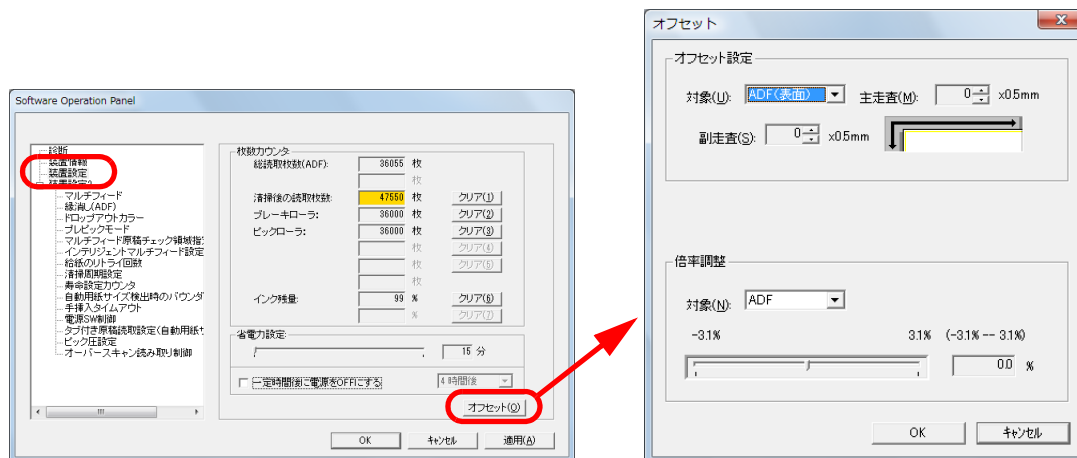 Software Operation Panel
診断
装置情報
装置設定
装置設定2
マルチフィード
縁消し(ADF)
ドロップアウトカラー
プレピックモード
マルチフィード原稿チェック領域指
インテリジェントマルチフィード設定
給紙のリトライ回数
清掃周期設定
寿命設定カウンタ
自動用紙サイズ検出時のバウンダ
手挿入タイムアウト
電源SW制御
タブ付き原稿読取設定(自動用紙サ
ピック圧設定
オーバースキャン読み取り制御
枚数カウンタ
総読取枚数(ADF): 36055 枚
枚
清掃後の読取枚数: 47550 枚 クリア(1)
ブレーキローラ: 36000 枚 クリア(2)
ピックローラ: 36000 枚 クリア(3)
枚 クリア(4)
枚 クリア(5)
枚
インク残量: 99 % クリア(6)
% クリア(7)
省電力設定
15 分
一定時間後に電源をOFFにする 4時間後
オフセット(O)
OK キャンセル 適用(A)
オフセット
オフセット設定
対象(U): ADF(表面) 主走査(M): 0 x0.5mm
副走査(S): 0 x0.5mm
倍率調整
対象(N): ADF
-3.1% 3.1% (-3.1% -- 3.1%)
0.0 %
OK キャンセル